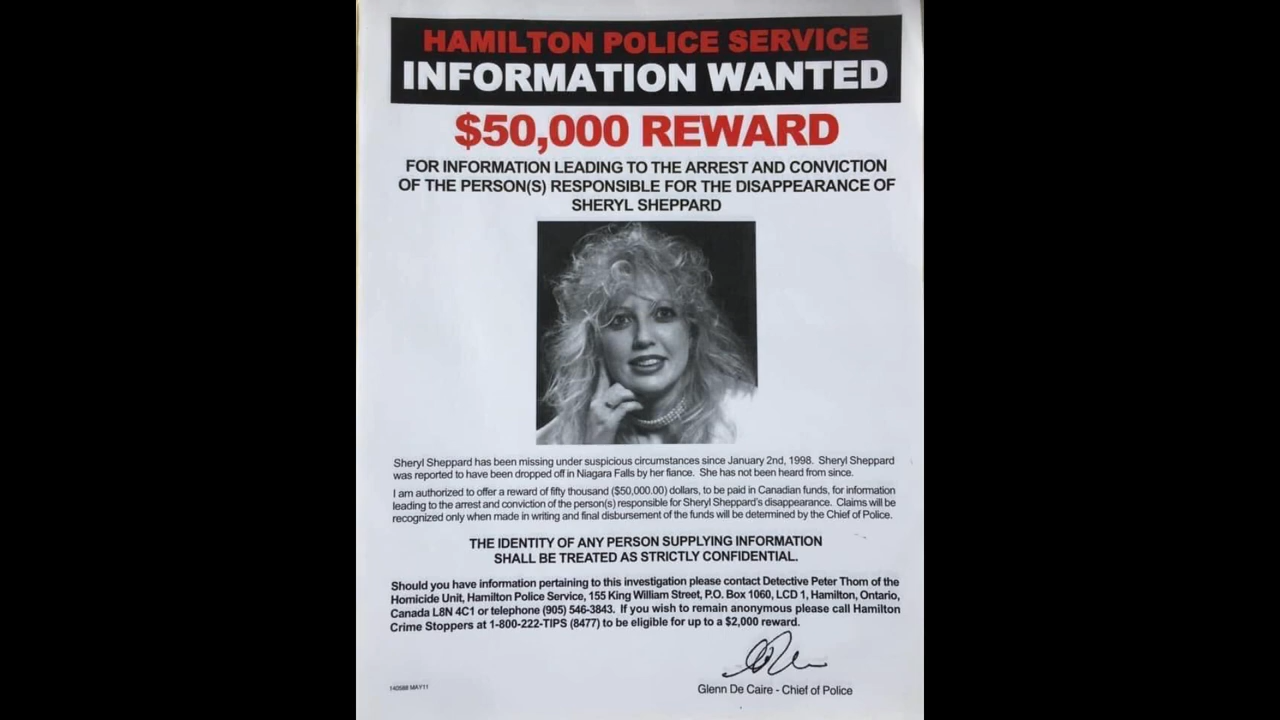 HAMILTON POLICE SERVICE
INFORMATION WANTED
$50,000 REWARD
FOR INFORMATION LEADING TO THE ARREST AND CONVICTION
OF THE PERSON(S) RESPONSIBLE FOR THE DISAPPEARANCE OF
SHERYL SHEPPARD
Sheryl Sheppard has been missing under suspicious circumstances since January 2nd, 1998. Sheryl Sheppard
was reported to have been dropped off in Niagara Falls by her fiance. She has not been heard from since.
I am authorized to offer a reward of fifty thousand ($50,000.00) dollars, to be paid in Canadian funds, for information
leading to the arrest and conviction of the person(s) responsible for Sheryl Sheppard's disappearance. Claims will be
recognized only when made in writing and final disbursement of the funds will be determined by the Chief of Police.
THE IDENTITY OF ANY PERSON SUPPLYING INFORMATION
SHALL BE TREATED AS STRICTLY CONFIDENTIAL.
Should you have information pertaining to this investigation please contact Detective Peter Thom of the
Homicide Unit, Hamilton Police Service, 155 King William Street, P.O. Box 1060, LCD 1, Hamilton, Ontario,
Canada L8N 4C1 or telephone (905) 546-3843. If you wish to remain anonymous please call Hamilton
Crime Stoppers at 1-800-222-TIPS (8477) to be eligible for up to a $2,000 reward.
Glenn De Caire - Chief of Police
MAY11